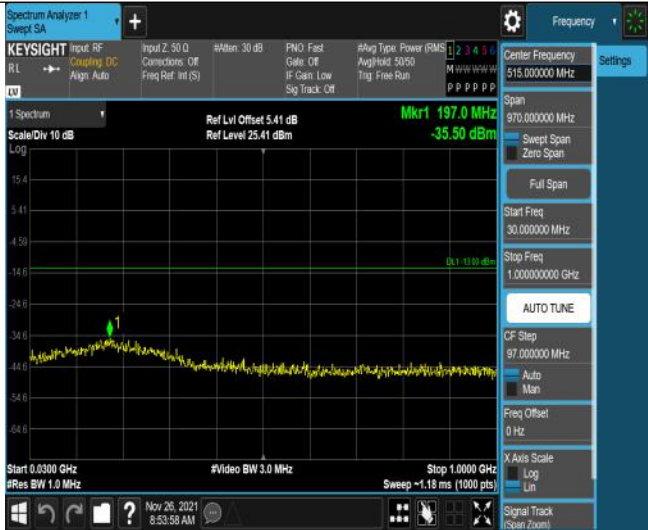 Spectrum Analyzer 1
Swept SA
+
Frequency
KEYSIGHT
RL
LV
Input: RF
Coupling: DC
Align: Auto
Input Z: 50 Ω
Corrections: Off
Freq Ref: Int (S)
#Atten: 30 dB
PNO: Fast
Gate: Off
IF Gain: Low
Sig Track: Off
#Avg Type: Power (RMS
Avg|Hold: 50/50
Trig: Free Run
1 2 3 4 5 6
M W W W W W
P P P P P P
Center Frequency
515.000000 MHz
Settings
Span
970.000000 MHz
Swept Span
Zero Span
Full Span
Start Freq
30.000000 MHz
Stop Freq
1.000000000 GHz
AUTO TUNE
CF Step
97.000000 MHz
Auto
Man
Freq Offset
0 Hz
X Axis Scale
Log
Lin
Signal Track
(Span Zoom)
1 Spectrum
Scale/Div 10 dB
Log
Ref Lvl Offset 5.41 dB
Ref Level 25.41 dBm
Mkr1 197.0 MHz
-35.50 dBm
15.4
5.41
-4.59
-14.6
-24.6
-34.6
-44.6
-54.6
-64.6
DL1 -13.00 dBm
1
Start 0.0300 GHz
#Res BW 1.0 MHz
#Video BW 3.0 MHz
Stop 1.0000 GHz
Sweep ~1.18 ms (1000 pts)
?
Nov 26, 2021
8:53:58 AM